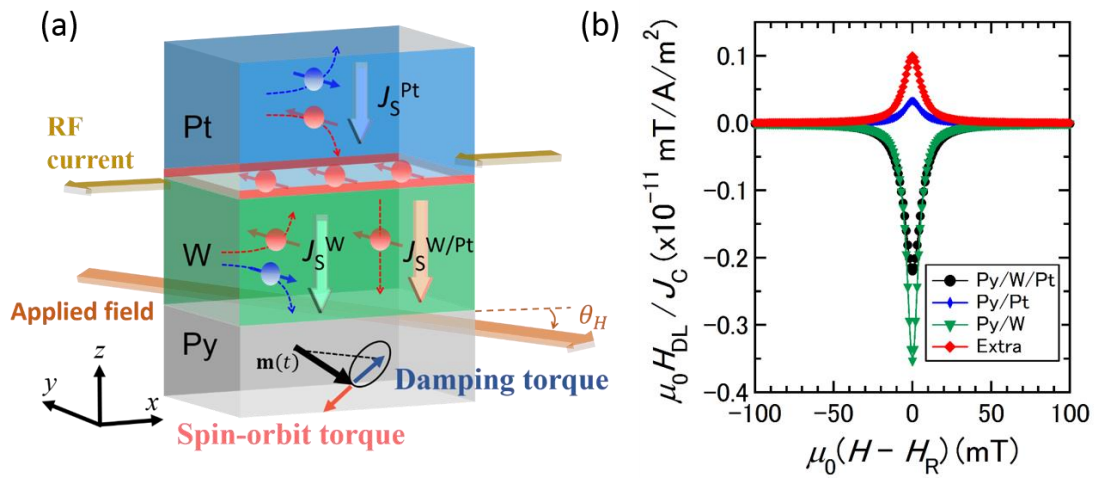 (a)
Pt
J_S^Pt
RF
current
W
J_S^W
J_S^W/Pt
Applied field
θ_H
Py
m(t)
Damping torque
Spin-orbit torque
z
y
x
(b)
0.1
0.0
-0.1
-0.2
-0.3
-0.4
μ₀H_DL / J_C (x10⁻¹¹ mT/A/m²)
Py/W/Pt
Py/Pt
Py/W
Extra
-100
-50
0
50
100
μ₀(H − H_R) (mT)